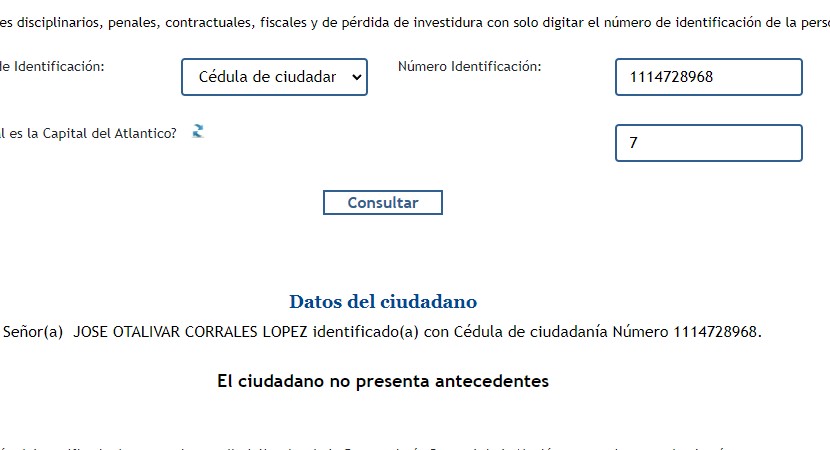 es disciplinarios, penales, contractuales, fiscales y de pérdida de investidura con solo digitar el número de identificación de la perso
de Identificación: Cédula de ciudadar Número Identificación: 1114728968
l es la Capital del Atlantico? 7
Consultar
Datos del ciudadano
Señor(a) JOSE OTALIVAR CORRALES LOPEZ identificado(a) con Cédula de ciudadanía Número 1114728968.
El ciudadano no presenta antecedentes